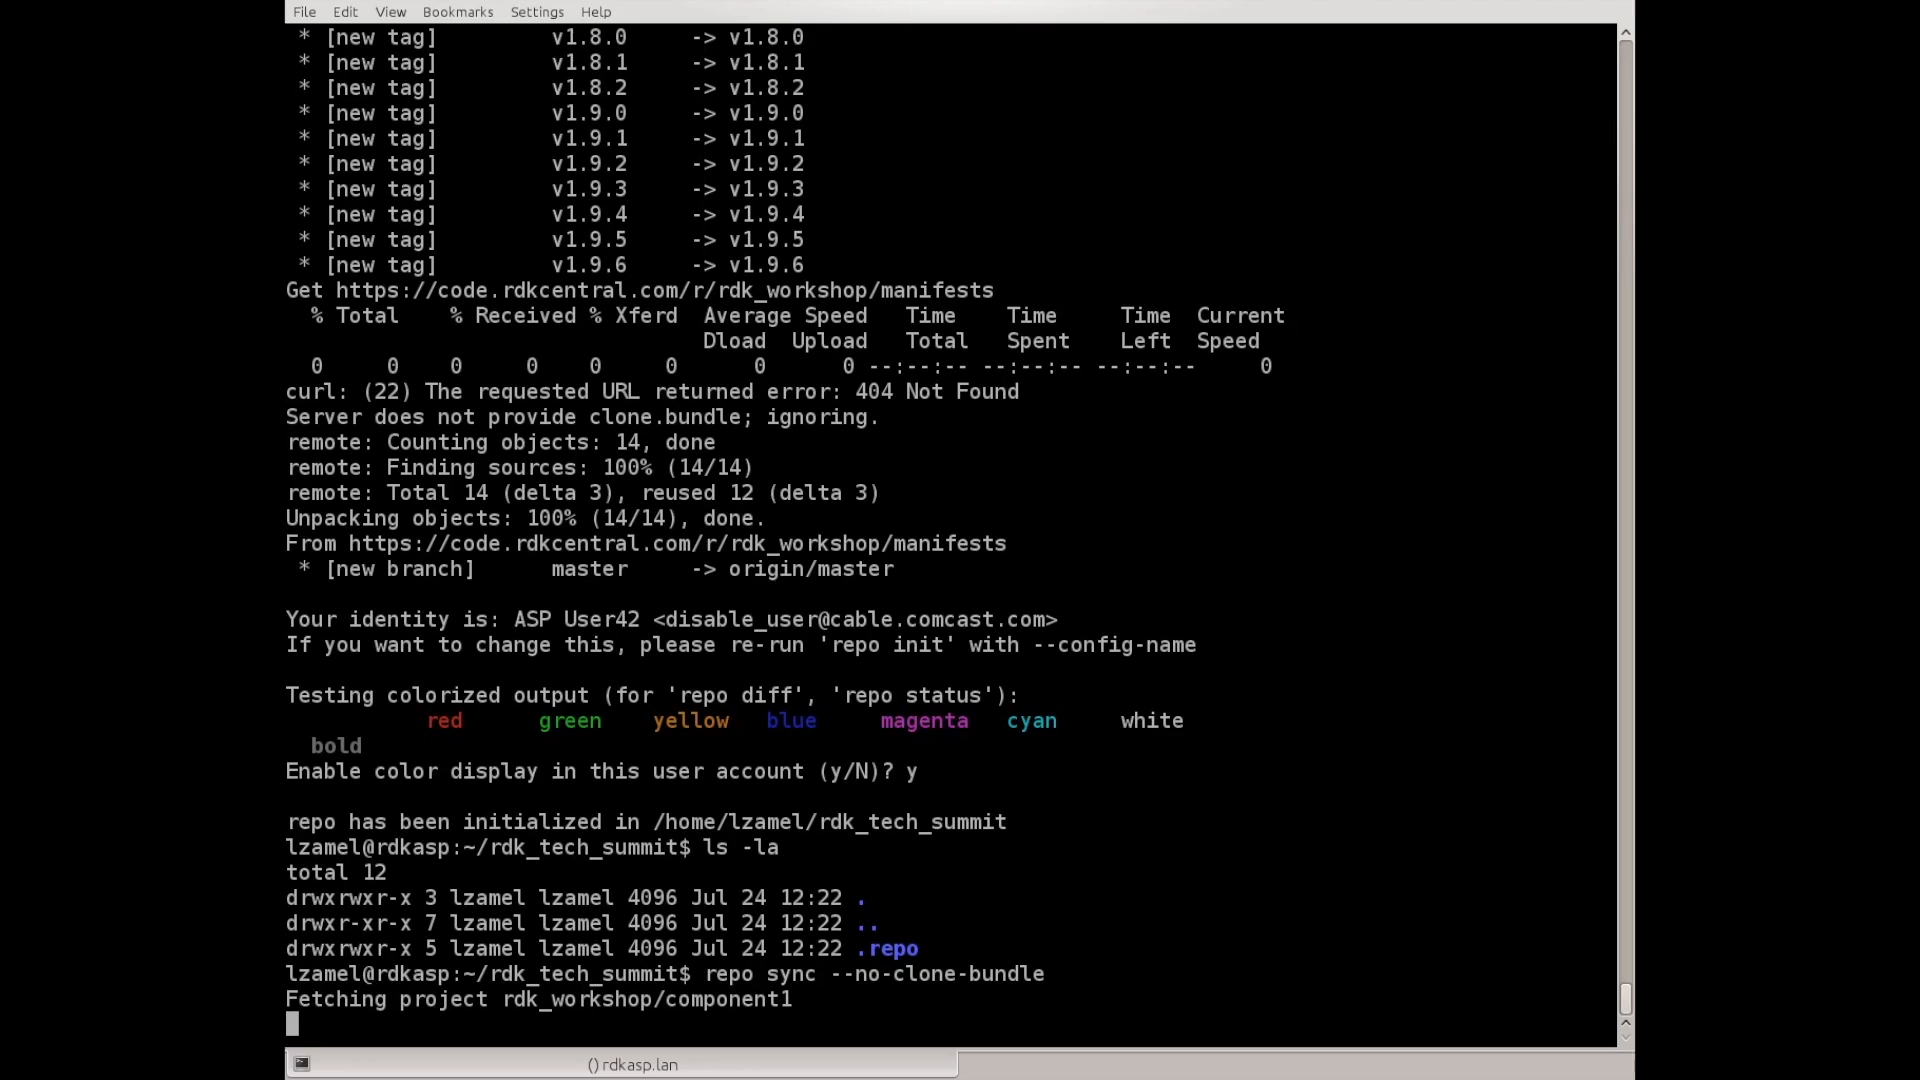 File Edit View Bookmarks Settings Help
* [new tag] v1.8.0 -> v1.8.0
* [new tag] v1.8.1 -> v1.8.1
* [new tag] v1.8.2 -> v1.8.2
* [new tag] v1.9.0 -> v1.9.0
* [new tag] v1.9.1 -> v1.9.1
* [new tag] v1.9.2 -> v1.9.2
* [new tag] v1.9.3 -> v1.9.3
* [new tag] v1.9.4 -> v1.9.4
* [new tag] v1.9.5 -> v1.9.5
* [new tag] v1.9.6 -> v1.9.6
Get https://code.rdkcentral.com/r/rdk_workshop/manifests
% Total % Received % Xferd Average Speed Time Time Time Current
Dload Upload Total Spent Left Speed
0 0 0 0 0 0 0 0 --:--:-- --:--:-- --:--:-- 0
curl: (22) The requested URL returned error: 404 Not Found
Server does not provide clone.bundle; ignoring.
remote: Counting objects: 14, done
remote: Finding sources: 100% (14/14)
remote: Total 14 (delta 3), reused 12 (delta 3)
Unpacking objects: 100% (14/14), done.
From https://code.rdkcentral.com/r/rdk_workshop/manifests
* [new branch] master -> origin/master
Your identity is: ASP User42 <disable_user@cable.comcast.com>
If you want to change this, please re-run 'repo init' with --config-name
Testing colorized output (for 'repo diff', 'repo status'):
red green yellow blue magenta cyan white
bold
Enable color display in this user account (y/N)? y
repo has been initialized in /home/lzamel/rdk_tech_summit
lzamel@rdkasp:~/rdk_tech_summit$ ls -la
total 12
drwxrwxr-x 3 lzamel lzamel 4096 Jul 24 12:22 .
drwxr-xr-x 7 lzamel lzamel 4096 Jul 24 12:22 ..
drwxrwxr-x 5 lzamel lzamel 4096 Jul 24 12:22 .repo
lzamel@rdkasp:~/rdk_tech_summit$ repo sync --no-clone-bundle
Fetching project rdk_workshop/component1
() rdkasp.lan